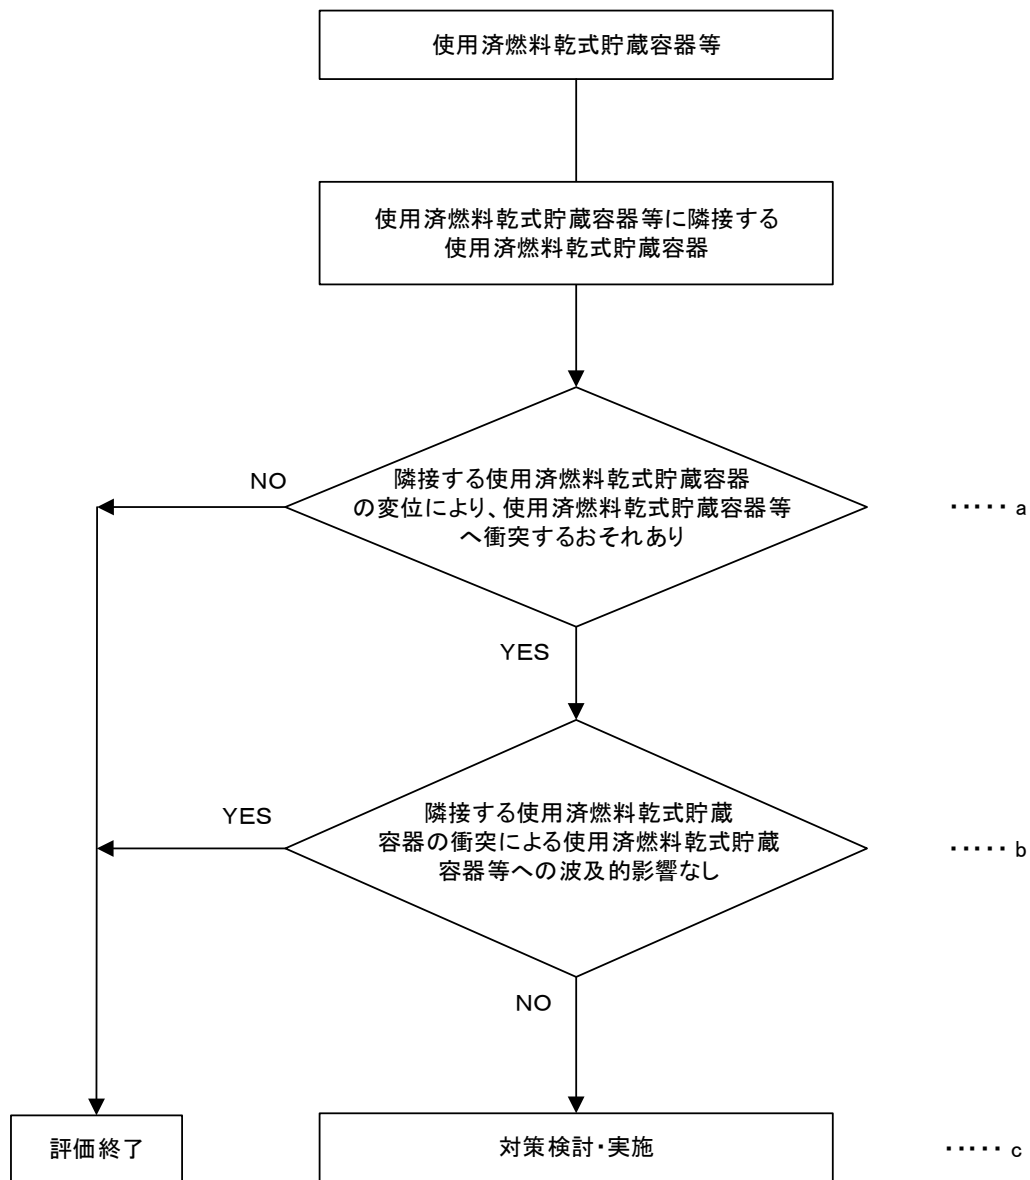 使用済燃料乾式貯蔵容器等
使用済燃料乾式貯蔵容器等に隣接する
使用済燃料乾式貯蔵容器
隣接する使用済燃料乾式貯蔵容器
の変位により、使用済燃料乾式貯蔵容器等
へ衝突するおそれあり
NO
・・・・・ a
YES
隣接する使用済燃料乾式貯蔵
容器の衝突による使用済燃料乾式貯蔵
容器等への波及的影響なし
YES
・・・・・ b
NO
評価終了
対策検討・実施
・・・・・ c